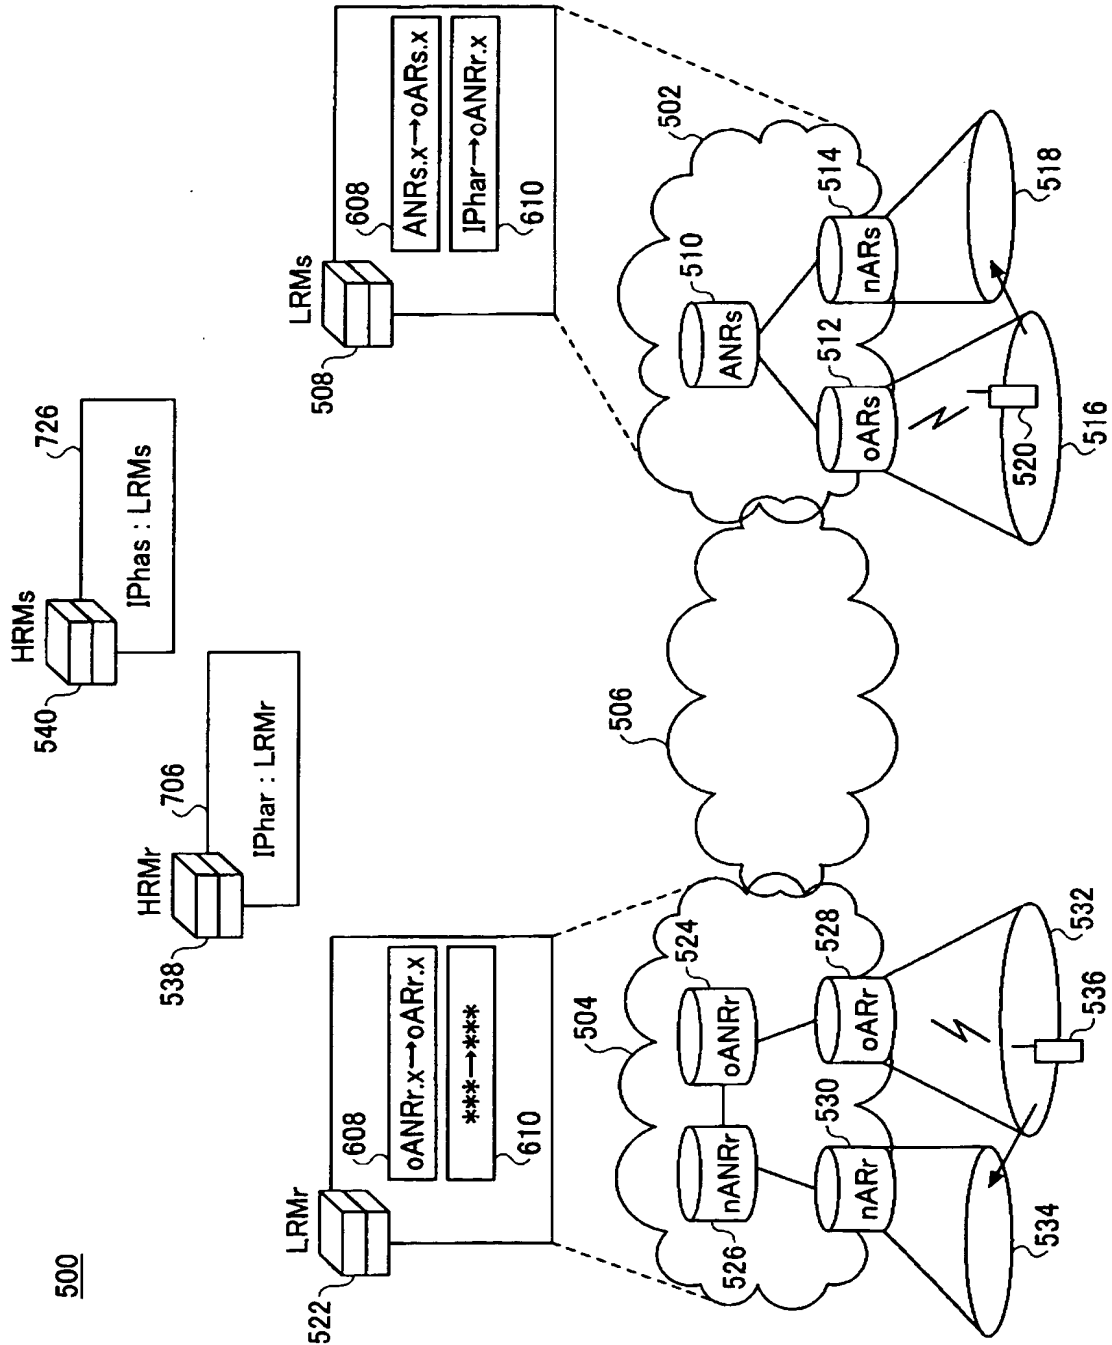 500
HRMs
540
726
IPhas : LRMs
HRMr
538
706
IPhar : LRMr
LRMr
522
608
oANRr.x→oARr.x
***→***
610
LRMs
508
608
ANRs.x→oARs.x
IPhar→oANRr.x
610
504
506
502
nANRr
526
oANRr
524
ANRs
510
nARr
530
oARr
528
oARs
512
nARs
514
534
532
536
520
516
518